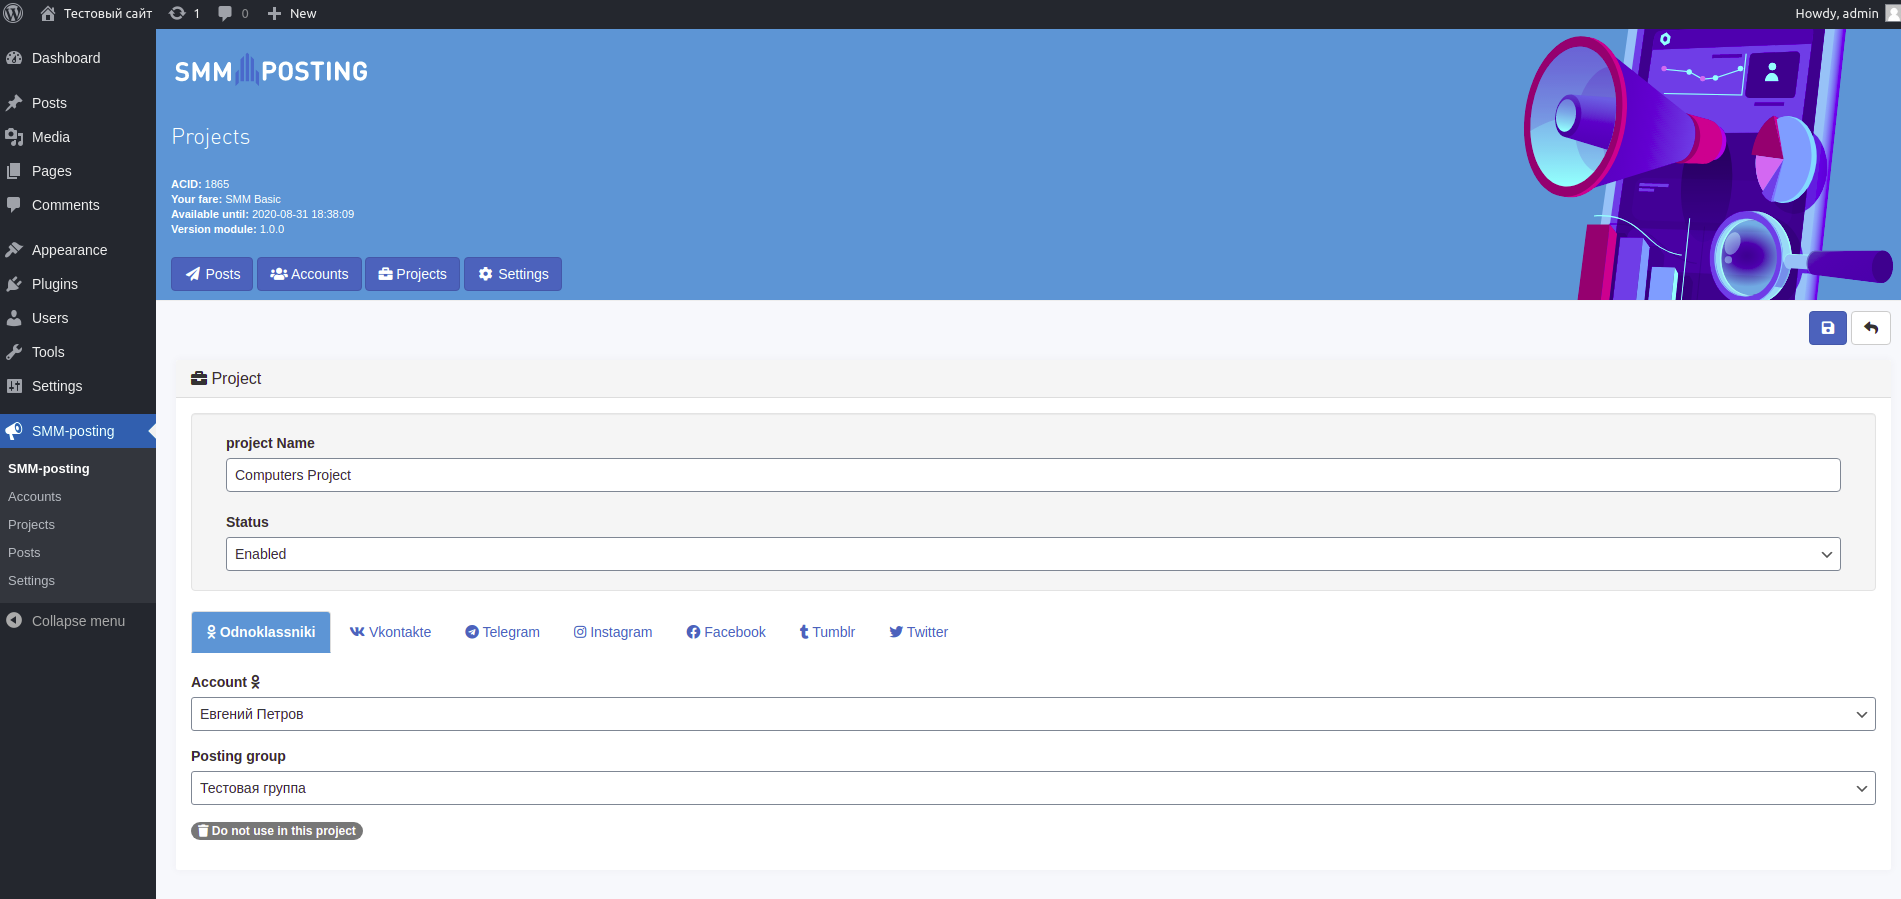 Тестовый сайт 1 0 New Howdy, admin
Dashboard
Posts
Media
Pages
Comments
Appearance
Plugins
Users
Tools
Settings
SMM-posting
SMM-posting
Accounts
Projects
Posts
Settings
Collapse menu
SMM POSTING
Projects
ACID: 1865
Your fare: SMM Basic
Available until: 2020-08-31 18:38:09
Version module: 1.0.0
Posts Accounts Projects Settings
Project
project Name
Computers Project
Status
Enabled
Odnoklassniki Vkontakte Telegram Instagram Facebook Tumblr Twitter
Account
Евгений Петров
Posting group
Тестовая группа
Do not use in this project